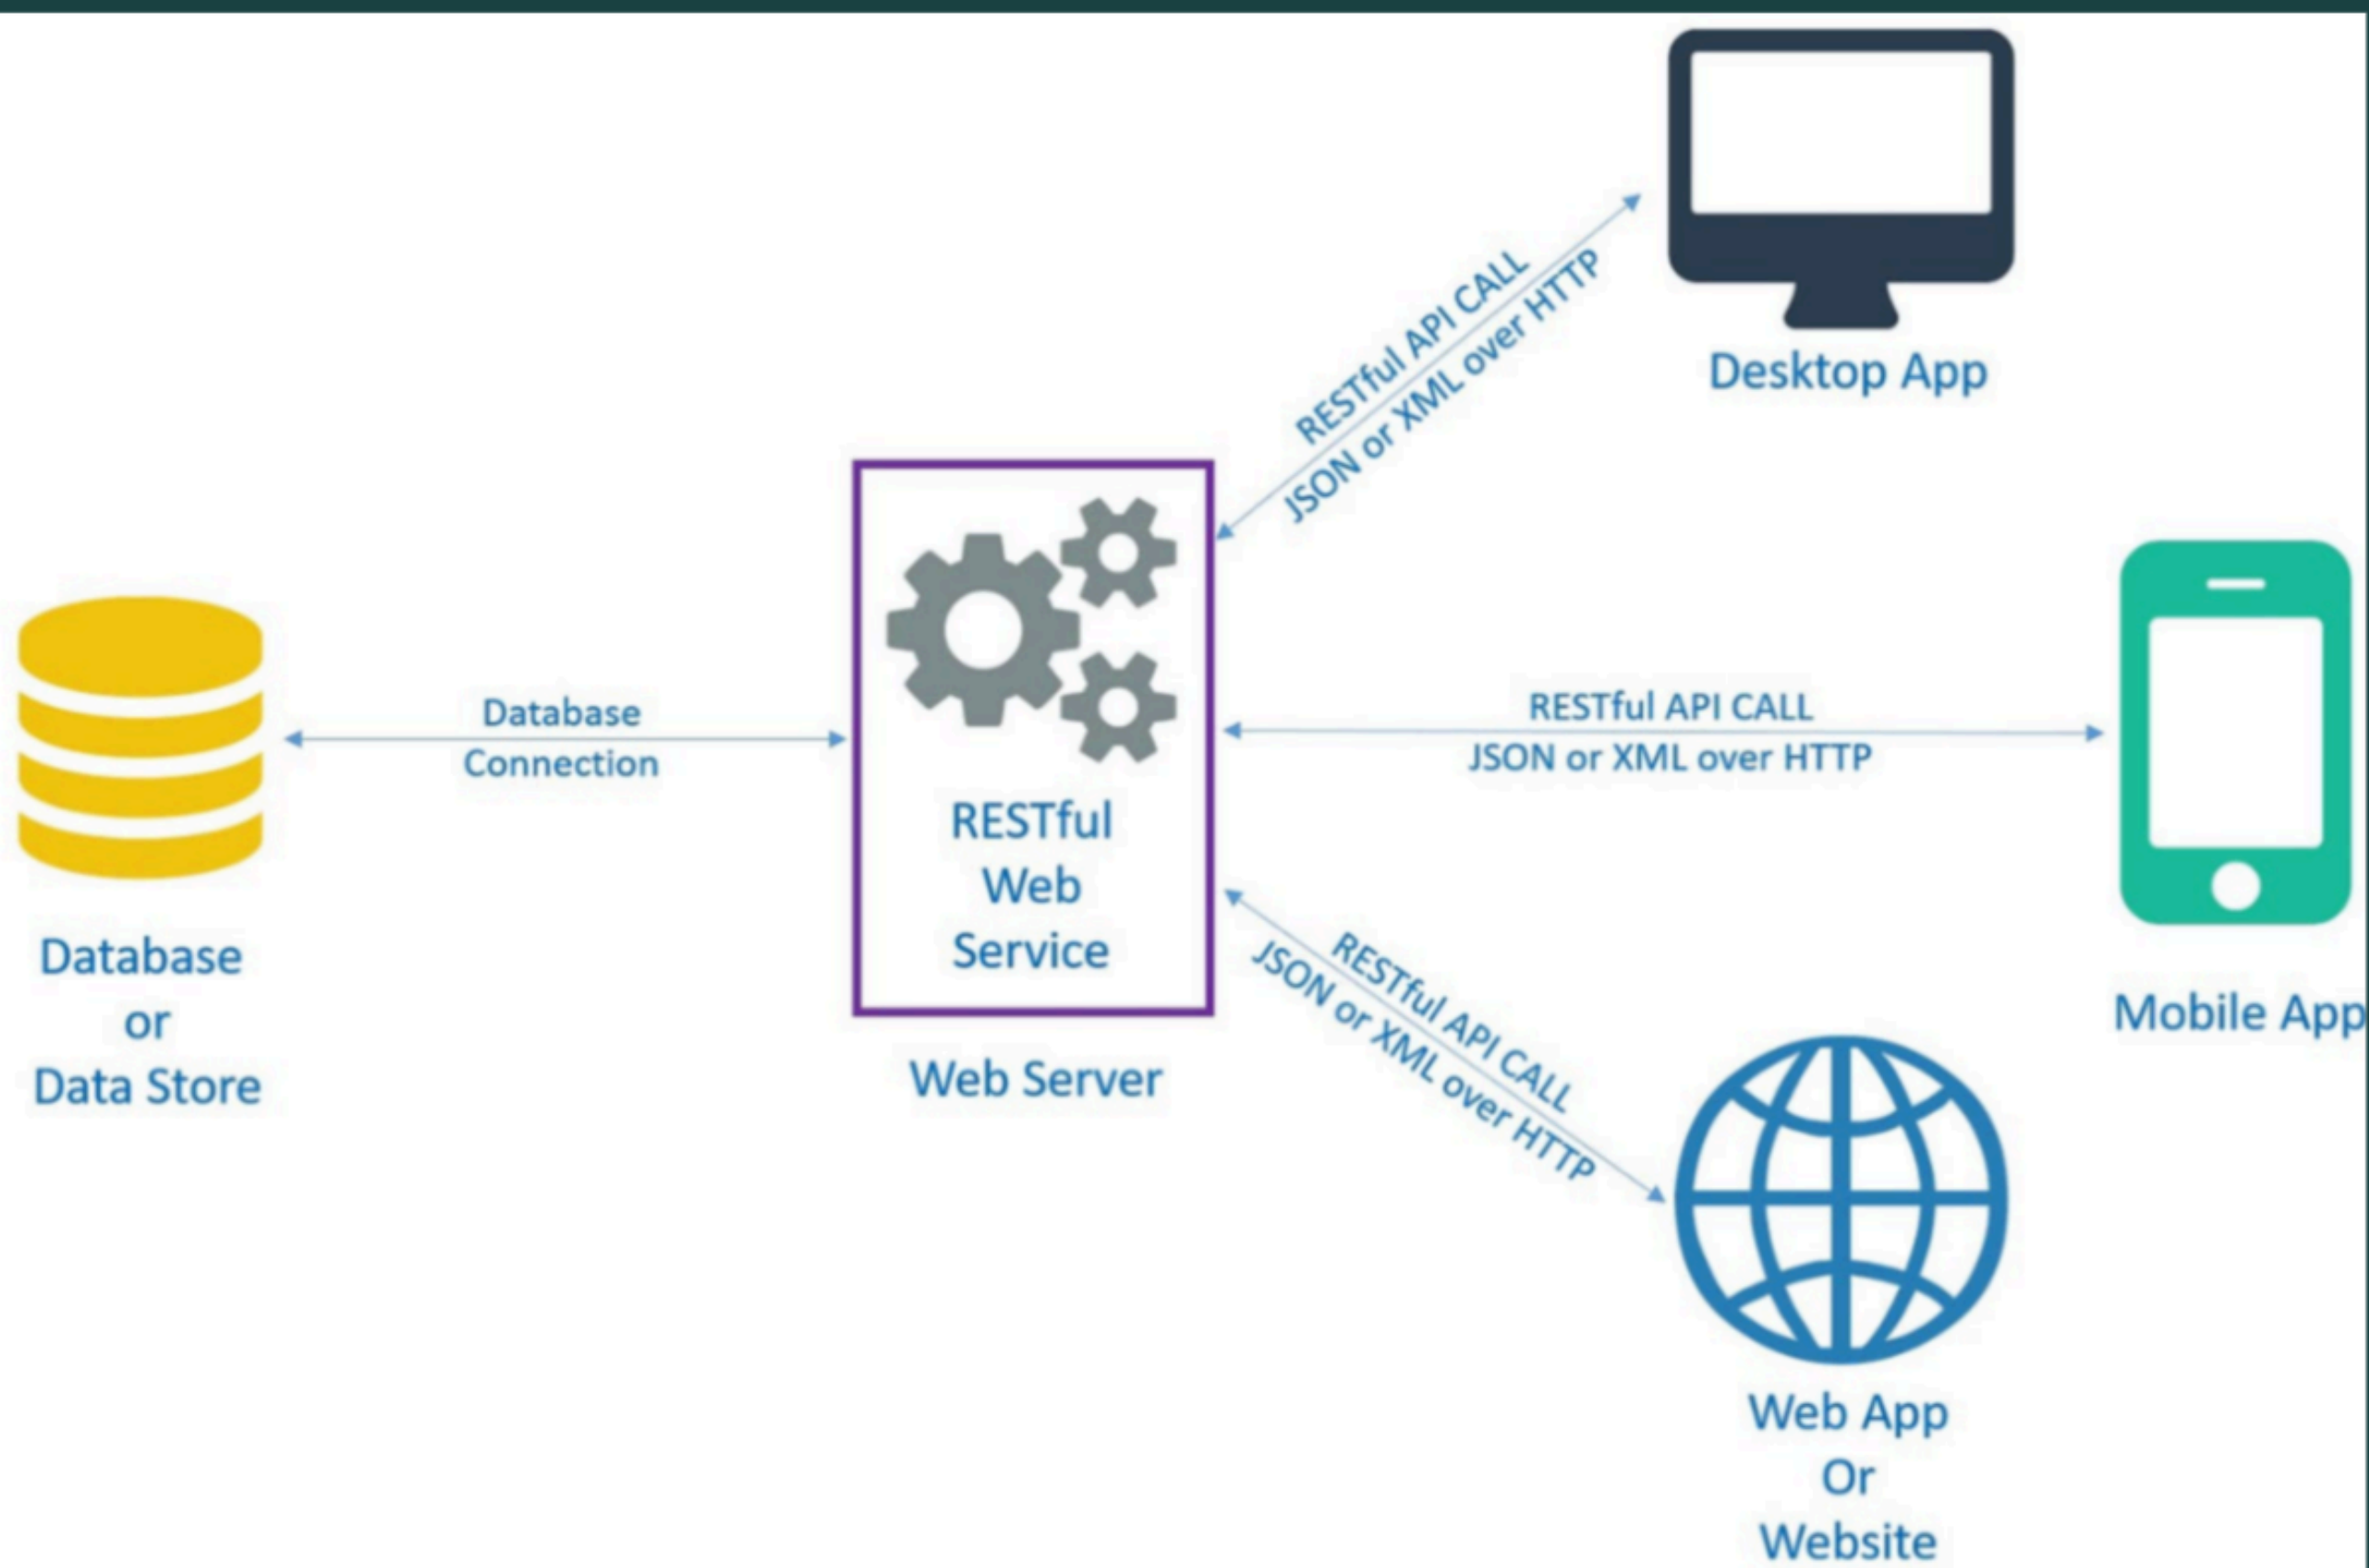 Desktop App
RESTful API CALL
JSON or XML over HTTP
Database
Connection
RESTful
Web
Service
Web Server
Database
or
Data Store
RESTful API CALL
JSON or XML over HTTP
Mobile App
RESTful API CALL
JSON or XML over HTTP
Web App
Or
Website